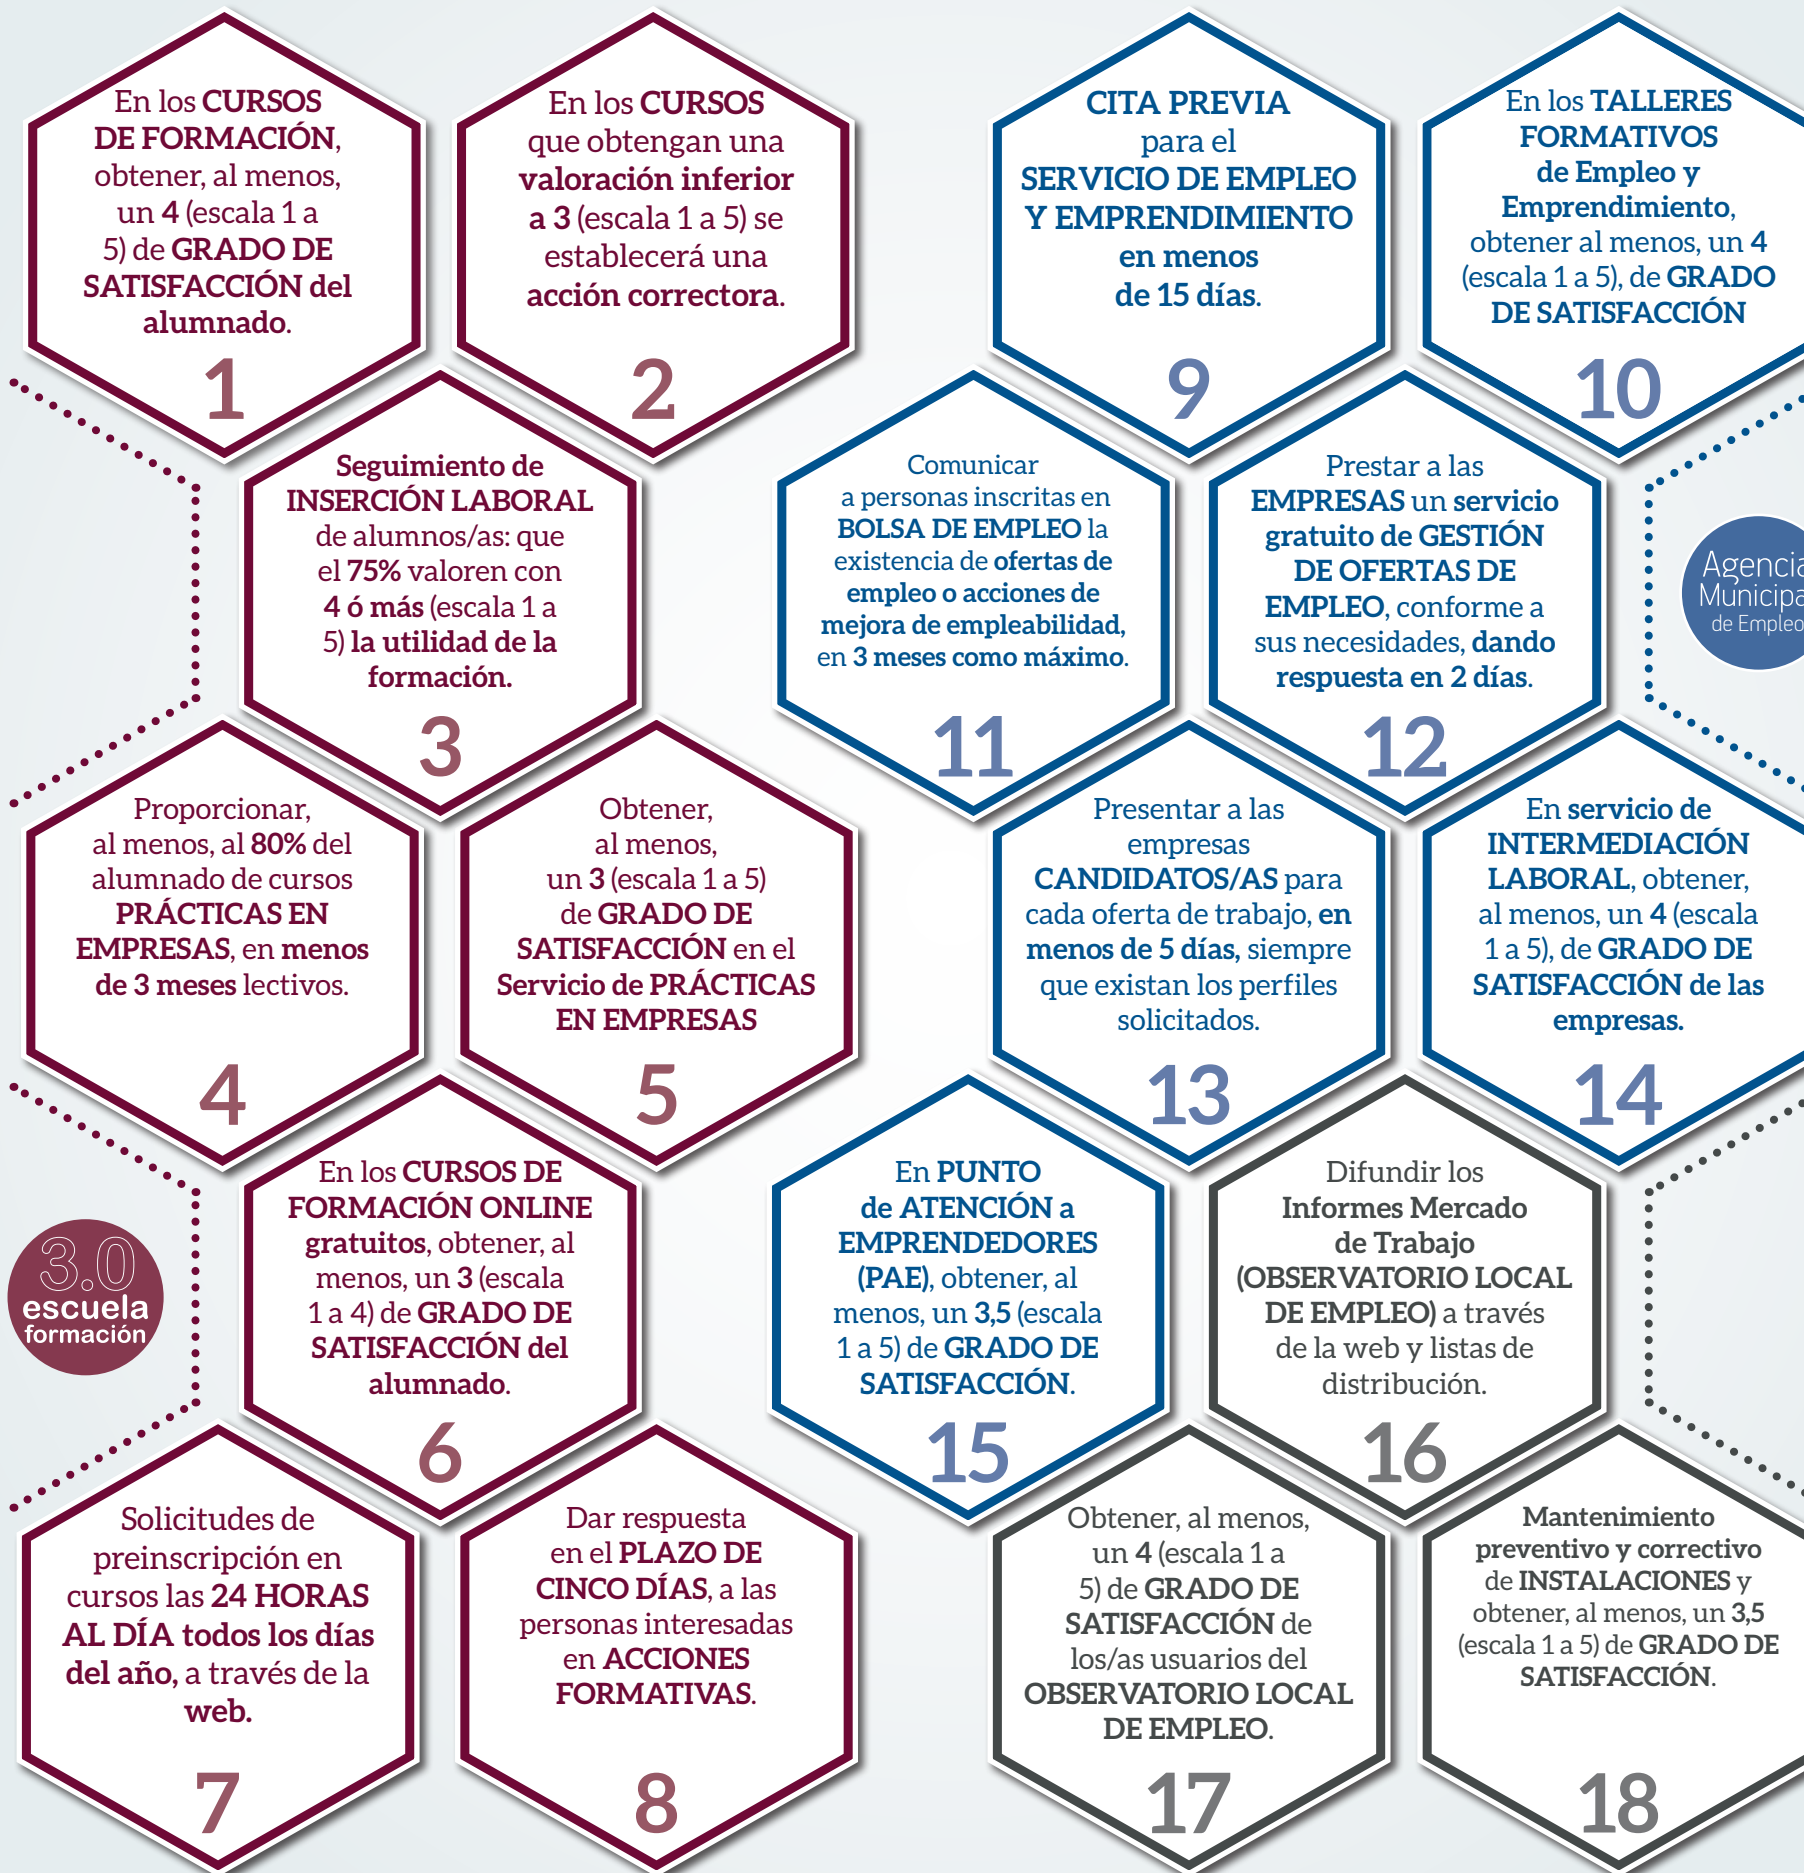 En los CURSOS
DE FORMACIÓN,
obtener, al menos,
un 4 (escala 1 a
5) de GRADO DE
SATISFACCIÓN del
alumnado.
1
En los CURSOS
que obtengan una
valoración inferior
a 3 (escala 1 a 5) se
establecerá una
acción correctora.
2
Seguimiento de
INSERCIÓN LABORAL
de alumnos/as: que
el 75% valoren con
4 ó más (escala 1 a
5) la utilidad de la
formación.
3
Proporcionar,
al menos, al 80% del
alumnado de cursos
PRÁCTICAS EN
EMPRESAS, en menos
de 3 meses lectivos.
4
Obtener,
al menos,
un 3 (escala 1 a 5)
de GRADO DE
SATISFACCIÓN en el
Servicio de PRÁCTICAS
EN EMPRESAS
5
En los CURSOS DE
FORMACIÓN ONLINE
gratuitos, obtener, al
menos, un 3 (escala
1 a 4) de GRADO DE
SATISFACCIÓN del
alumnado.
6
3.0
escuela
formación
Solicitudes de
preinscripción en
cursos las 24 HORAS
AL DÍA todos los días
del año, a través de la
web.
7
Dar respuesta
en el PLAZO DE
CINCO DÍAS, a las
personas interesadas
en ACCIONES
FORMATIVAS.
8
CITA PREVIA
para el
SERVICIO DE EMPLEO
Y EMPRENDIMIENTO
en menos
de 15 días.
9
En los TALLERES
FORMATIVOS
de Empleo y
Emprendimiento,
obtener al menos, un 4
(escala 1 a 5), de GRADO
DE SATISFACCIÓN
10
Comunicar
a personas inscritas en
BOLSA DE EMPLEO la
existencia de ofertas de
empleo o acciones de
mejora de empleabilidad,
en 3 meses como máximo.
11
Prestar a las
EMPRESAS un servicio
gratuito de GESTIÓN
DE OFERTAS DE
EMPLEO, conforme a
sus necesidades, dando
respuesta en 2 días.
12
Agencia
Municipa
de Empleo
Presentar a las
empresas
CANDIDATOS/AS para
cada oferta de trabajo, en
menos de 5 días, siempre
que existan los perfiles
solicitados.
13
En servicio de
INTERMEDIACIÓN
LABORAL, obtener,
al menos, un 4 (escala
1 a 5), de GRADO DE
SATISFACCIÓN de las
empresas.
14
En PUNTO
de ATENCIÓN a
EMPRENDEDORES
(PAE), obtener, al
menos, un 3,5 (escala
1 a 5) de GRADO DE
SATISFACCIÓN.
15
Difundir los
Informes Mercado
de Trabajo
(OBSERVATORIO LOCAL
DE EMPLEO) a través
de la web y listas de
distribución.
16
Obtener, al menos,
un 4 (escala 1 a
5) de GRADO DE
SATISFACCIÓN de
los/as usuarios del
OBSERVATORIO LOCAL
DE EMPLEO.
17
Mantenimiento
preventivo y correctivo
de INSTALACIONES y
obtener, al menos, un 3,5
(escala 1 a 5) de GRADO DE
SATISFACCIÓN.
18